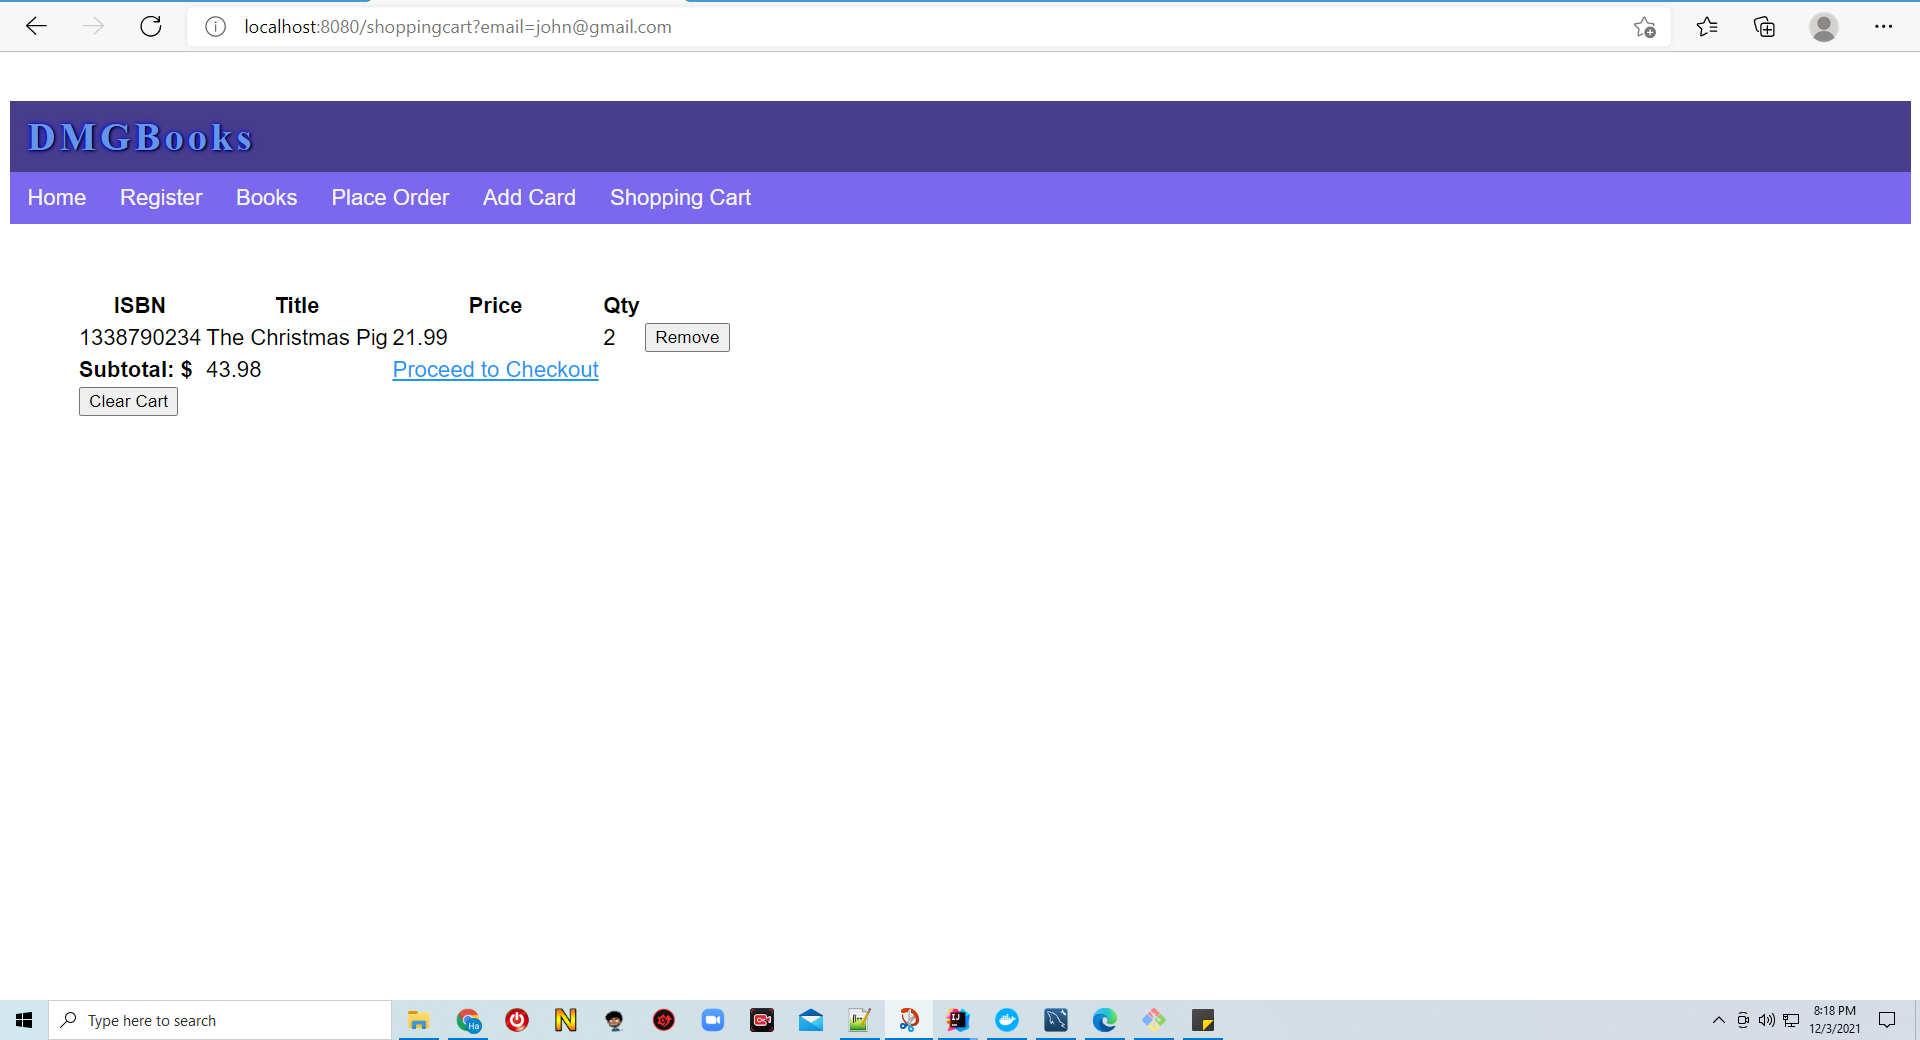 localhost:8080/shoppingcart?email=john@gmail.com
DMGBooks
Home Register Books Place Order Add Card Shopping Cart
ISBN Title Price Qty
1338790234 The Christmas Pig 21.99 2 Remove
Subtotal: $ 43.98 Proceed to Checkout
Clear Cart
Type here to search
Ha
IJ
8:18 PM
12/3/2021